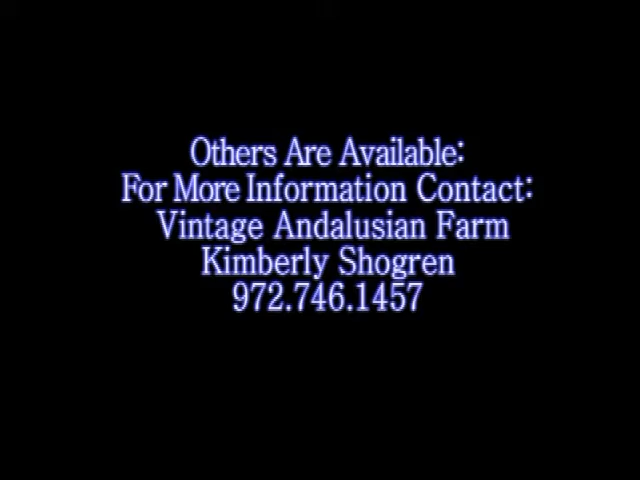 Others Are Available:
For More Information Contact:
Vintage Andalusian Farm
Kimberly Shogren
972.746.1457